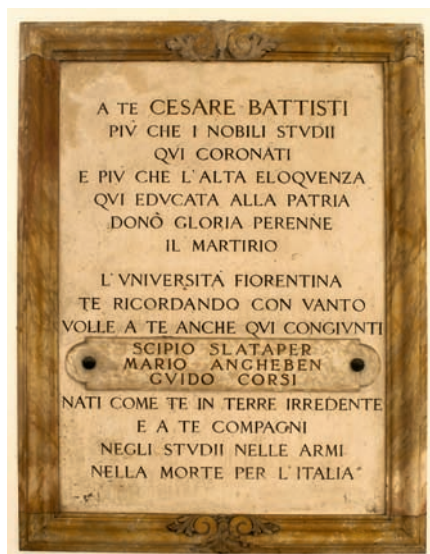 A TE CESARE BATTISTI
PIV̀ CHE I NOBILI STVDII
QVI CORONATI
E PIV̀ CHE L'ALTA ELOQVENZA
QVI EDVCATA ALLA PATRIA
DONÒ GLORIA PERENNE
IL MARTIRIO
L'VNIVERSITÀ FIORENTINA
TE RICORDANDO CON VANTO
VOLLE A TE ANCHE QVI CONGIVNTI
SCIPIO SLATAPER
MARIO ANGHEBEN
GVIDO CORSI
NATI COME TE IN TERRE IRREDENTE
E A TE COMPAGNI
NEGLI STVDII NELLE ARMI
NELLA MORTE PER L'ITALIA